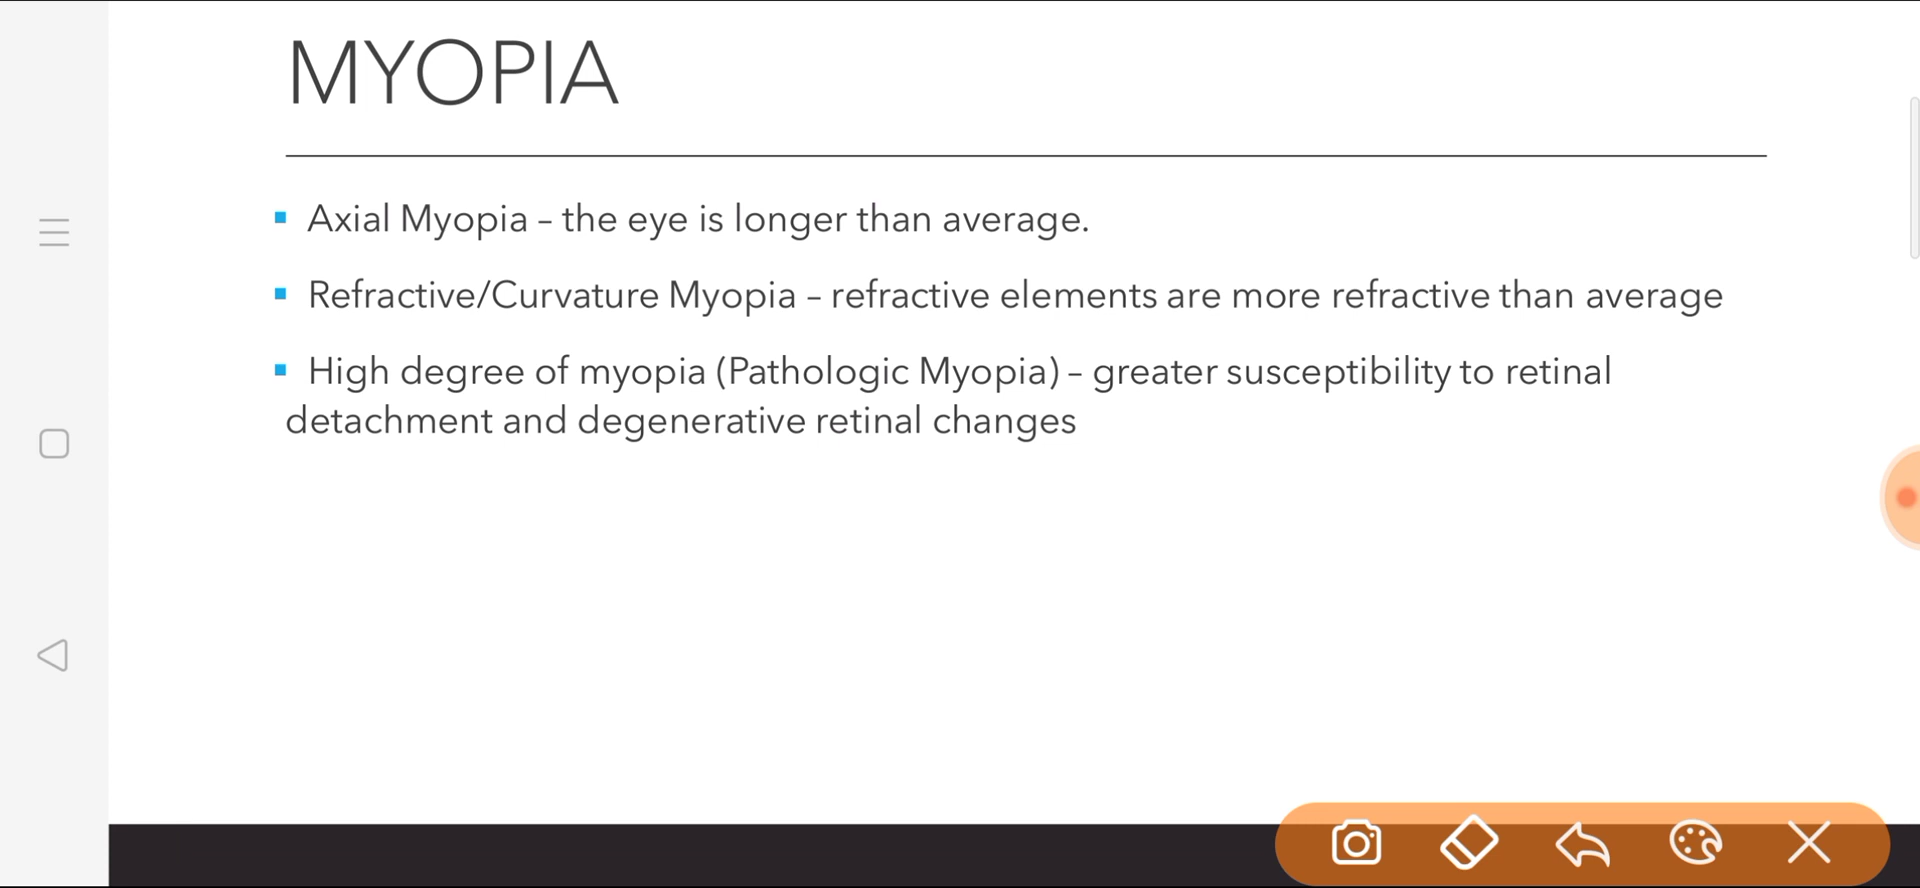 MYOPIA
Axial Myopia – the eye is longer than average.
Refractive/Curvature Myopia – refractive elements are more refractive than average
High degree of myopia (Pathologic Myopia) – greater susceptibility to retinal
detachment and degenerative retinal changes